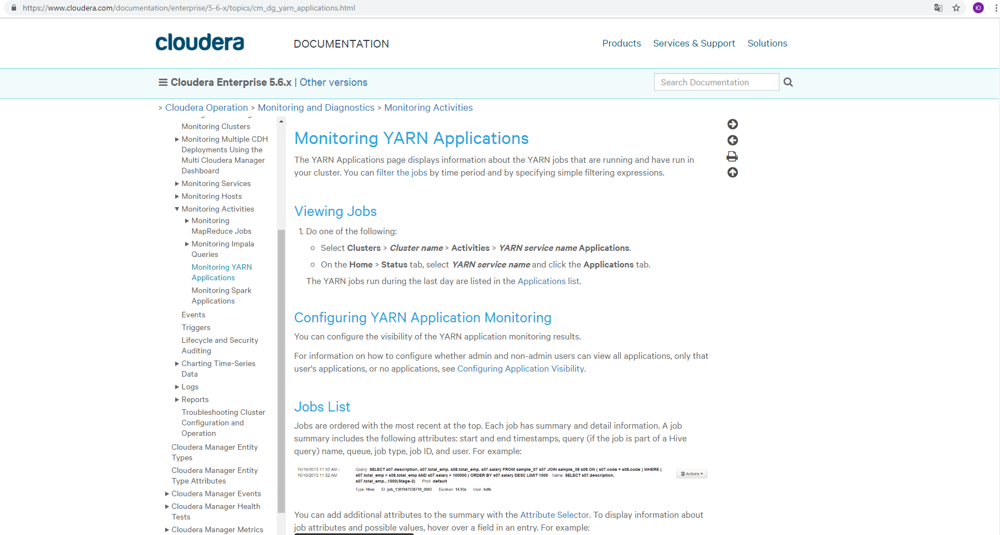 https://www.cloudera.com/documentation/enterprise/5-6-x/topics/cm_dg_yarn_applications.html
Ю
cloudera
DOCUMENTATION
Products Services & Support Solutions
Cloudera Enterprise 5.6.x | Other versions
Search Documentation
> Cloudera Operation > Monitoring and Diagnostics > Monitoring Activities
Monitoring Clusters
Monitoring Multiple CDH
Deployments Using the
Multi Cloudera Manager
Dashboard
Monitoring Services
Monitoring Hosts
Monitoring Activities
Monitoring
MapReduce Jobs
Monitoring Impala
Queries
Monitoring YARN
Applications
Monitoring Spark
Applications
Events
Triggers
Lifecycle and Security
Auditing
Charting Time-Series
Data
Logs
Reports
Troubleshooting Cluster
Configuration and
Operation
Cloudera Manager Entity
Types
Cloudera Manager Entity
Type Attributes
Cloudera Manager Events
Cloudera Manager Health
Tests
Cloudera Manager Metrics
Monitoring YARN Applications
The YARN Applications page displays information about the YARN jobs that are running and have run in
your cluster. You can filter the jobs by time period and by specifying simple filtering expressions.
Viewing Jobs
1. Do one of the following:
Select Clusters > Cluster name > Activities > YARN service name Applications.
On the Home > Status tab, select YARN service name and click the Applications tab.
The YARN jobs run during the last day are listed in the Applications list.
Configuring YARN Application Monitoring
You can configure the visibility of the YARN application monitoring results.
For information on how to configure whether admin and non-admin users can view all applications, only that
user's applications, or no applications, see Configuring Application Visibility.
Jobs List
Jobs are ordered with the most recent at the top. Each job has summary and detail information. A job
summary includes the following attributes: start and end timestamps, query (if the job is part of a Hive
query) name, queue, job type, job ID, and user. For example:
10/16/2013 11:52 AM -
10/16/2013 11:52 AM
Query: SELECT s07.description, s07.total_emp, s08.total_emp, s07.salary FROM sample_07 s07 JOIN sample_08 s08 ON ( s07.code = s08.code ) WHERE (
s07.total_emp > s08.total_emp AND s07.salary > 100000 ) ORDER BY s07.salary DESC LIMIT 1000 Name: SELECT s07.description,
s07.total_emp...1000(Stage-2) Pool: default
Type: Hive ID: job_1381947538718_0003 Duration: 14.93s User: hdfs
Actions
You can add additional attributes to the summary with the Attribute Selector. To display information about
job attributes and possible values, hover over a field in an entry. For example: